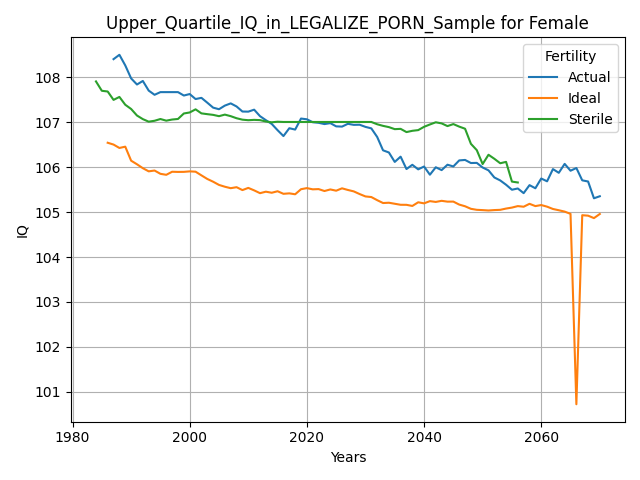 Upper_Quartile_IQ_in_LEGALIZE_PORN_Sample for Female
Fertility
Actual
Ideal
Sterile
IQ
108
107
106
105
104
103
102
101
1980
2000
2020
2040
2060
Years